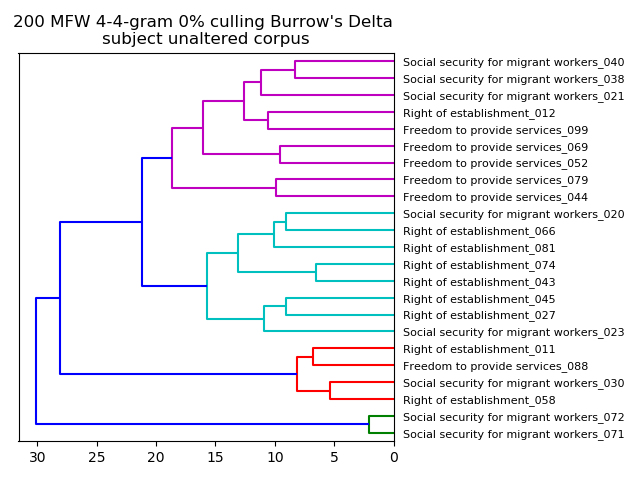 200 MFW 4-4-gram 0% culling Burrow's Delta
subject unaltered corpus
Social security for migrant workers_040
Social security for migrant workers_038
Social security for migrant workers_021
Right of establishment_012
Freedom to provide services_099
Freedom to provide services_069
Freedom to provide services_052
Freedom to provide services_079
Freedom to provide services_044
Social security for migrant workers_020
Right of establishment_066
Right of establishment_081
Right of establishment_074
Right of establishment_043
Right of establishment_045
Right of establishment_027
Social security for migrant workers_023
Right of establishment_011
Freedom to provide services_088
Social security for migrant workers_030
Right of establishment_058
Social security for migrant workers_072
Social security for migrant workers_071
30 25 20 15 10 5 0